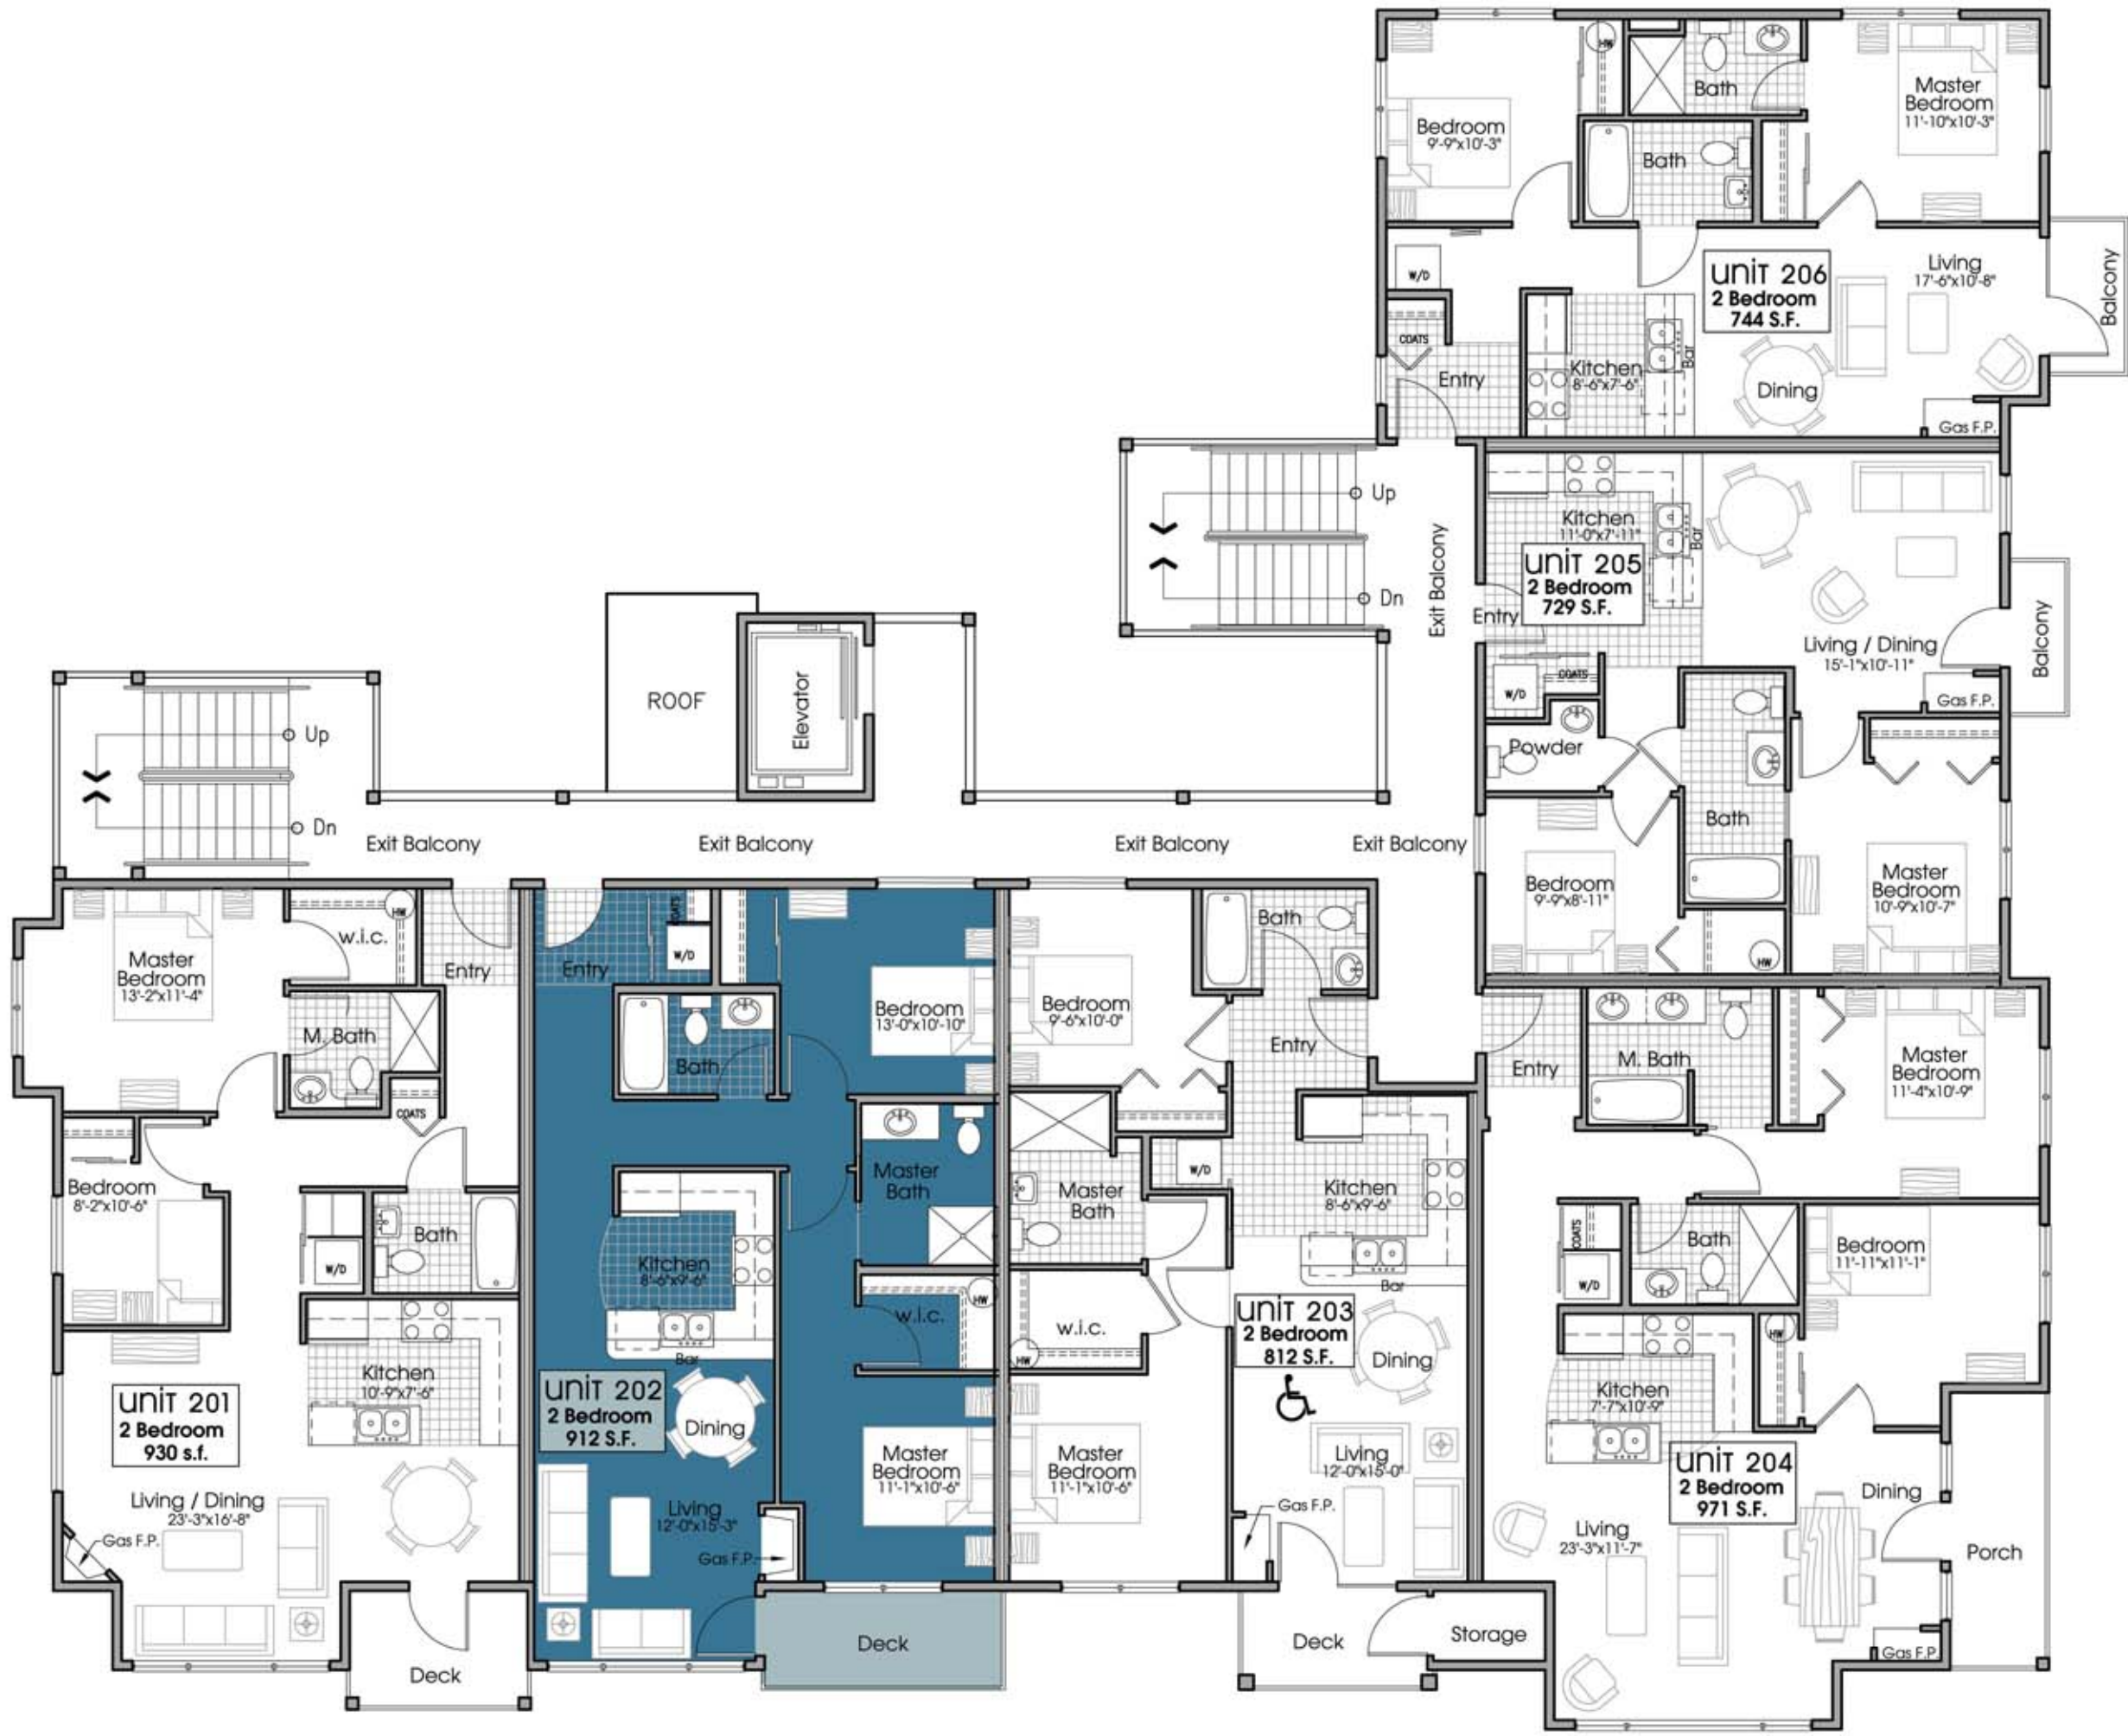 HW
Bath
Master
Bedroom
11'-10"x10'-3"
Bedroom
9'-9"x10'-3"
Bath
W/D
unit 206
2 Bedroom
744 S.F.
Living
17'-6"x10'-8"
Balcony
COATS
Entry
Kitchen
8'-6"x7'-6"
Bar
Dining
Gas F.P.
Up
Dn
Exit Balcony
Kitchen
11'-0"x7'-11"
Bar
unit 205
2 Bedroom
729 S.F.
Entry
Living / Dining
15'-1"x10'-11"
Balcony
W/D
COATS
Gas F.P.
Powder
Bath
Bedroom
9'-9"x8'-11"
Master
Bedroom
10'-9"x10'-7"
HW
ROOF
Elevator
Up
Dn
Exit Balcony
Exit Balcony
Exit Balcony
Exit Balcony
Master
Bedroom
13'-2"x11'-4"
w.i.c.
HW
Entry
M. Bath
COATS
Bedroom
8'-2"x10'-6"
W/D
Bath
Kitchen
10'-9"x7'-6"
unit 201
2 Bedroom
930 s.f.
Living / Dining
23'-3"x16'-8"
Gas F.P.
Deck
Entry
COATS
W/D
Bedroom
13'-0"x10'-10"
Bath
Master
Bath
Kitchen
8'-6"x9'-6"
Bar
HW
w.i.c.
unit 202
2 Bedroom
912 S.F.
Dining
Master
Bedroom
11'-1"x10'-6"
Living
12'-0"x15'-3"
Gas F.P.
Deck
Bath
Bedroom
9'-6"x10'-0"
Entry
W/D
Master
Bath
Kitchen
8'-6"x9'-6"
Bar
w.i.c.
HW
unit 203
2 Bedroom
812 S.F.
Dining
Master
Bedroom
11'-1"x10'-6"
Living
12'-0"x15'-0"
Gas F.P.
Deck
Storage
Entry
M. Bath
Master
Bedroom
11'-4"x10'-9"
COATS
W/D
Bath
Bedroom
11'-11"x11'-1"
HW
Kitchen
7'-7"x10'-9"
unit 204
2 Bedroom
971 S.F.
Dining
Living
23'-3"x11'-7"
Porch
Gas F.P.